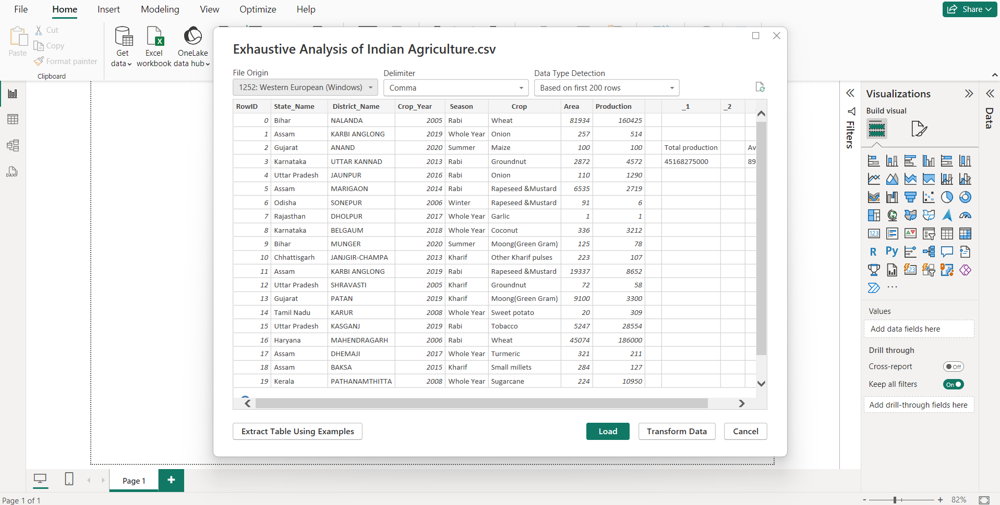 File Home Insert Modeling View Optimize Help Share
Paste
Cut
Copy
Format painter
Clipboard
Get data
Excel workbook
OneLake data hub
Exhaustive Analysis of Indian Agriculture.csv
File Origin Delimiter Data Type Detection
1252: Western European (Windows) Comma Based on first 200 rows
RowID State_Name District_Name Crop_Year Season Crop Area Production _1 _2
0 Bihar NALANDA 2005 Rabi Wheat 81934 160425
1 Assam KARBI ANGLONG 2019 Whole Year Onion 257 514
2 Gujarat ANAND 2020 Summer Maize 100 100 Total production Av
3 Karnataka UTTAR KANNAD 2013 Rabi Groundnut 2872 4572 45168275000 89
4 Uttar Pradesh JAUNPUR 2016 Rabi Onion 110 1290
5 Assam MARIGAON 2014 Rabi Rapeseed &Mustard 6535 2719
6 Odisha SONEPUR 2006 Winter Rapeseed &Mustard 91 6
7 Rajasthan DHOLPUR 2017 Whole Year Garlic 1 1
8 Karnataka BELGAUM 2018 Whole Year Coconut 336 3212
9 Bihar MUNGER 2020 Summer Moong(Green Gram) 125 78
10 Chhattisgarh JANJGIR-CHAMPA 2013 Kharif Other Kharif pulses 223 107
11 Assam KARBI ANGLONG 2019 Rabi Rapeseed &Mustard 19337 8652
12 Uttar Pradesh SHRAVASTI 2005 Kharif Groundnut 72 58
13 Gujarat PATAN 2019 Kharif Moong(Green Gram) 9100 3300
14 Tamil Nadu KARUR 2008 Whole Year Sweet potato 20 309
15 Uttar Pradesh KASGANJ 2019 Rabi Tobacco 5247 28554
16 Haryana MAHENDRAGARH 2006 Rabi Wheat 45074 186000
17 Assam DHEMAJI 2017 Whole Year Turmeric 321 211
18 Assam BAKSA 2015 Kharif Small millets 284 127
19 Kerala PATHANAMTHITTA 2008 Whole Year Sugarcane 224 10950
Extract Table Using Examples Load Transform Data Cancel
Filters
Visualizations
Build visual
123
R Py
123
...
Values
Add data fields here
Drill through
Cross-report Off
Keep all filters On
Add drill-through fields here
Data
DAX
Page 1 +
Page 1 of 1
- + 82%